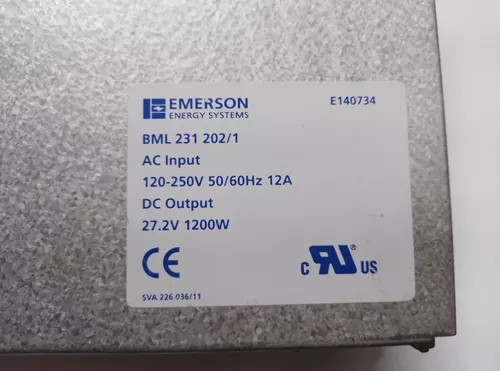 EMERSON
ENERGY SYSTEMS
E140734
BML 231 202/1
AC Input
120-250V 50/60Hz 12A
DC Output
27.2V 1200W
CE
c RU US
SVA 226 036/11